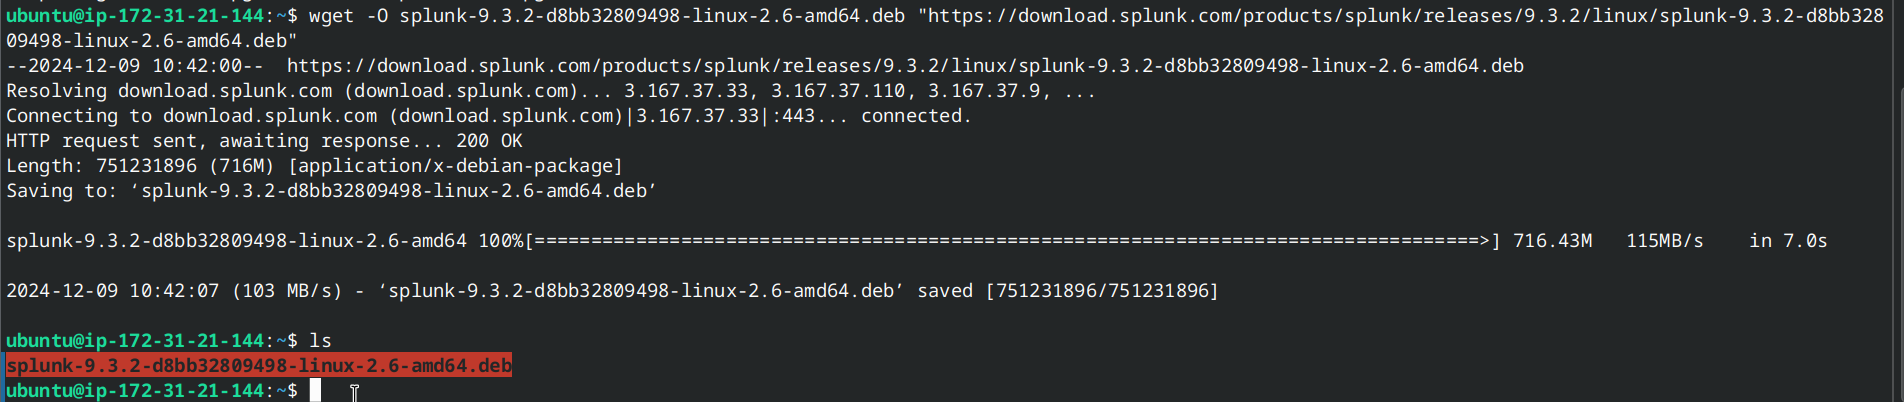 ubuntu@ip-172-31-21-144:~$ wget -O splunk-9.3.2-d8bb32809498-linux-2.6-amd64.deb "https://download.splunk.com/products/splunk/releases/9.3.2/linux/splunk-9.3.2-d8bb328
09498-linux-2.6-amd64.deb"
--2024-12-09 10:42:00--  https://download.splunk.com/products/splunk/releases/9.3.2/linux/splunk-9.3.2-d8bb32809498-linux-2.6-amd64.deb
Resolving download.splunk.com (download.splunk.com)... 3.167.37.33, 3.167.37.110, 3.167.37.9, ...
Connecting to download.splunk.com (download.splunk.com)|3.167.37.33|:443... connected.
HTTP request sent, awaiting response... 200 OK
Length: 751231896 (716M) [application/x-debian-package]
Saving to: ‘splunk-9.3.2-d8bb32809498-linux-2.6-amd64.deb’
splunk-9.3.2-d8bb32809498-linux-2.6-amd64 100%[====================================================================================>] 716.43M   115MB/s    in 7.0s
2024-12-09 10:42:07 (103 MB/s) - ‘splunk-9.3.2-d8bb32809498-linux-2.6-amd64.deb’ saved [751231896/751231896]
ubuntu@ip-172-31-21-144:~$ ls
splunk-9.3.2-d8bb32809498-linux-2.6-amd64.deb
ubuntu@ip-172-31-21-144:~$